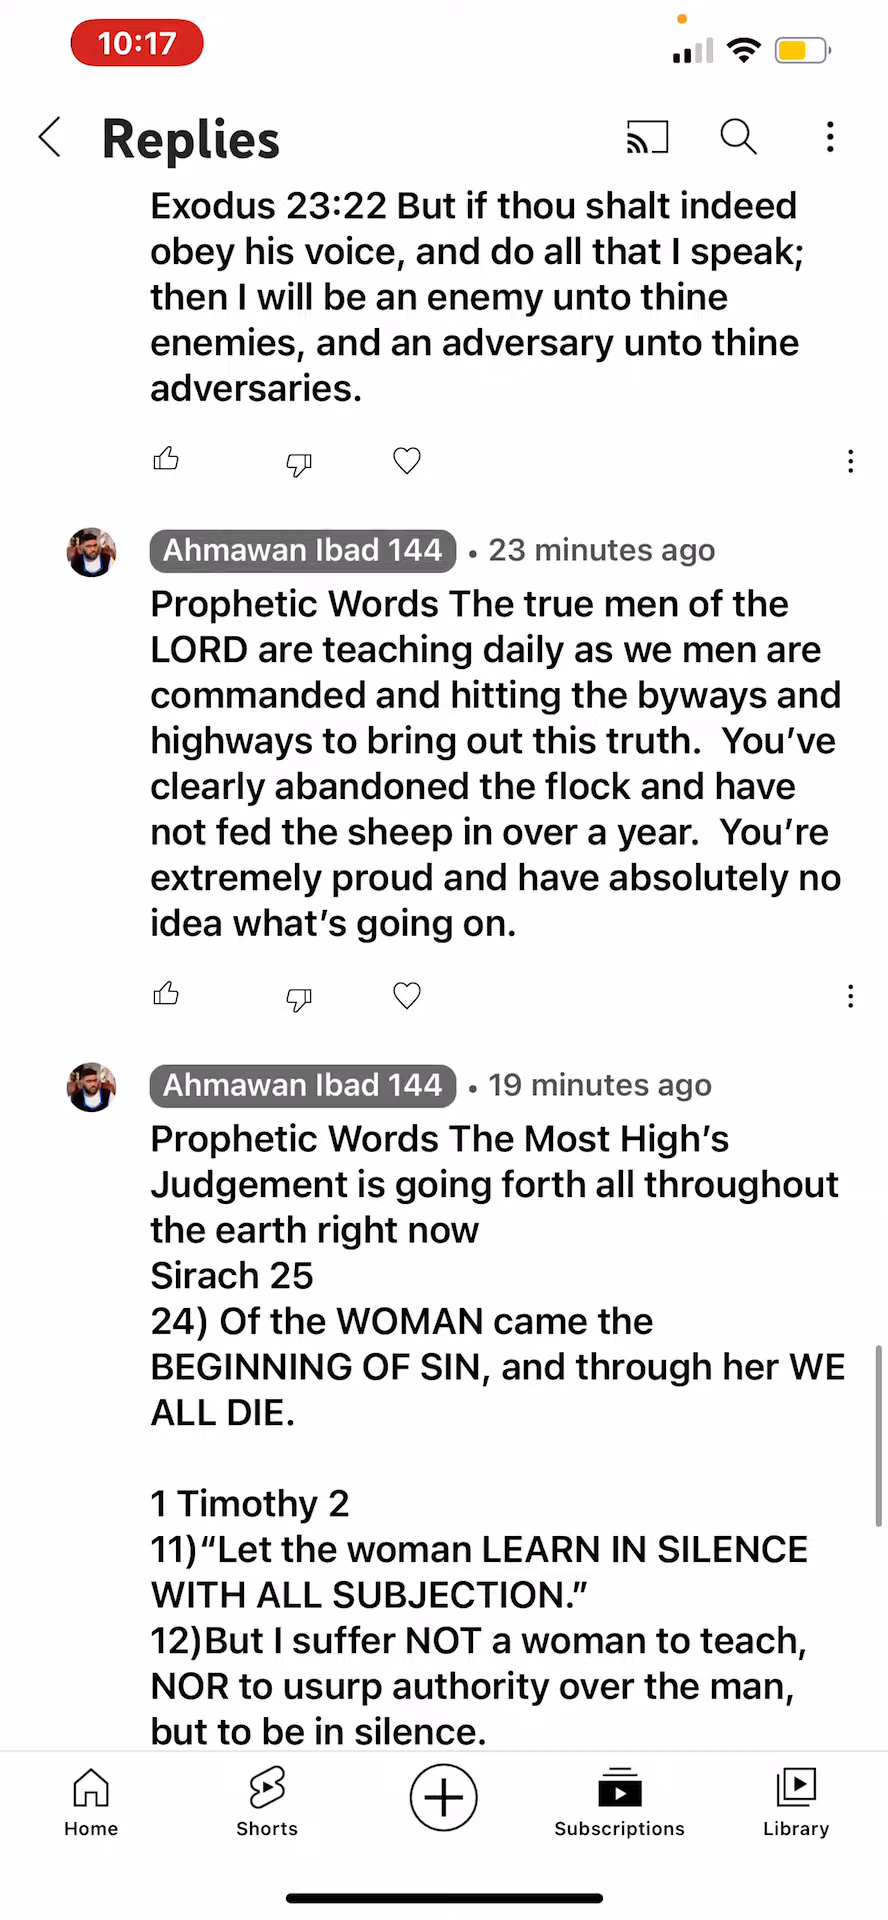 10:17
Replies
Exodus 23:22 But if thou shalt indeed
obey his voice, and do all that I speak;
then I will be an enemy unto thine
enemies, and an adversary unto thine
adversaries.
Ahmawan Ibad 144 • 23 minutes ago
Prophetic Words The true men of the
LORD are teaching daily as we men are
commanded and hitting the byways and
highways to bring out this truth.  You’ve
clearly abandoned the flock and have
not fed the sheep in over a year.  You’re
extremely proud and have absolutely no
idea what’s going on.
Ahmawan Ibad 144 • 19 minutes ago
Prophetic Words The Most High’s
Judgement is going forth all throughout
the earth right now
Sirach 25
24) Of the WOMAN came the
BEGINNING OF SIN, and through her WE
ALL DIE.
1 Timothy 2
11)“Let the woman LEARN IN SILENCE
WITH ALL SUBJECTION.”
12)But I suffer NOT a woman to teach,
NOR to usurp authority over the man,
but to be in silence.
Home Shorts Subscriptions Library